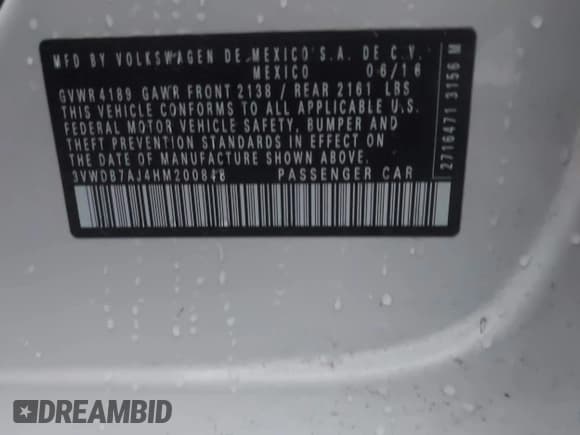 MFD BY VOLKSWAGEN DE MEXICO S.A. DE C.V.
MEXICO 06/16
GVWR 4189 GAWR FRONT 2138 / REAR 2161 LBS
THIS VEHICLE CONFORMS TO ALL APPLICABLE U.S.
FEDERAL MOTOR VEHICLE SAFETY, BUMPER AND
THEFT PREVENTION STANDARDS IN EFFECT ON
THE DATE OF MANUFACTURE SHOWN ABOVE.
3VWDB7AJ4HM200848 PASSENGER CAR
2716471 3156 M
DREAMBID